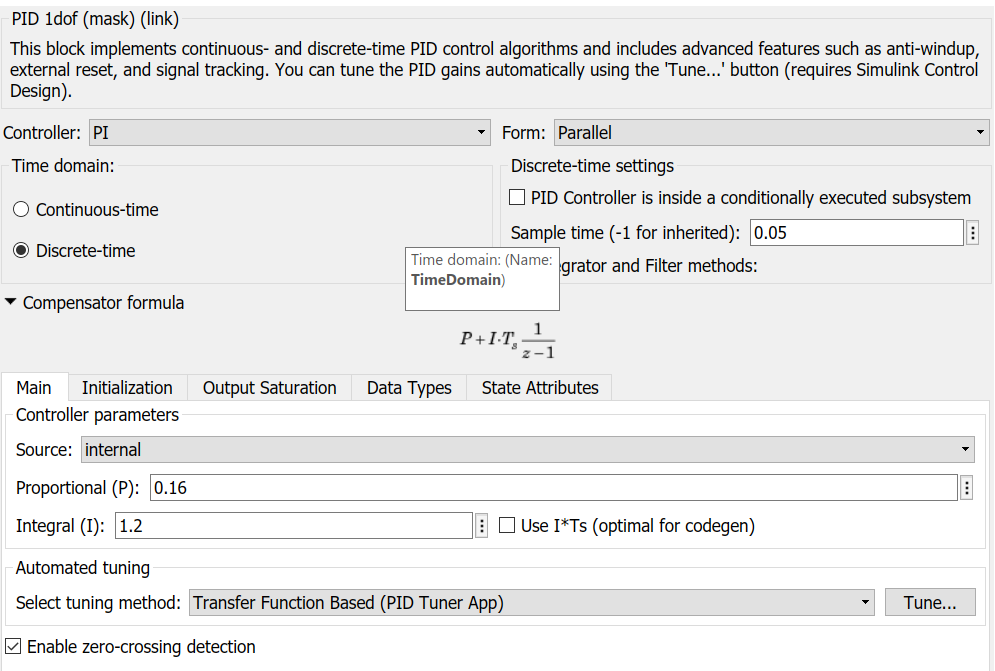 PID 1dof (mask) (link)
This block implements continuous- and discrete-time PID control algorithms and includes advanced features such as anti-windup,
external reset, and signal tracking. You can tune the PID gains automatically using the 'Tune...' button (requires Simulink Control
Design).
Controller: PI
Form: Parallel
Time domain:
Continuous-time
Discrete-time
Discrete-time settings
PID Controller is inside a conditionally executed subsystem
Sample time (-1 for inherited): 0.05
grator and Filter methods:
Time domain: (Name:
TimeDomain)
Compensator formula
P + I·Ts 1/(z − 1)
Main Initialization Output Saturation Data Types State Attributes
Controller parameters
Source: internal
Proportional (P): 0.16
Integral (I): 1.2 Use I*Ts (optimal for codegen)
Automated tuning
Select tuning method: Transfer Function Based (PID Tuner App) Tune...
Enable zero-crossing detection